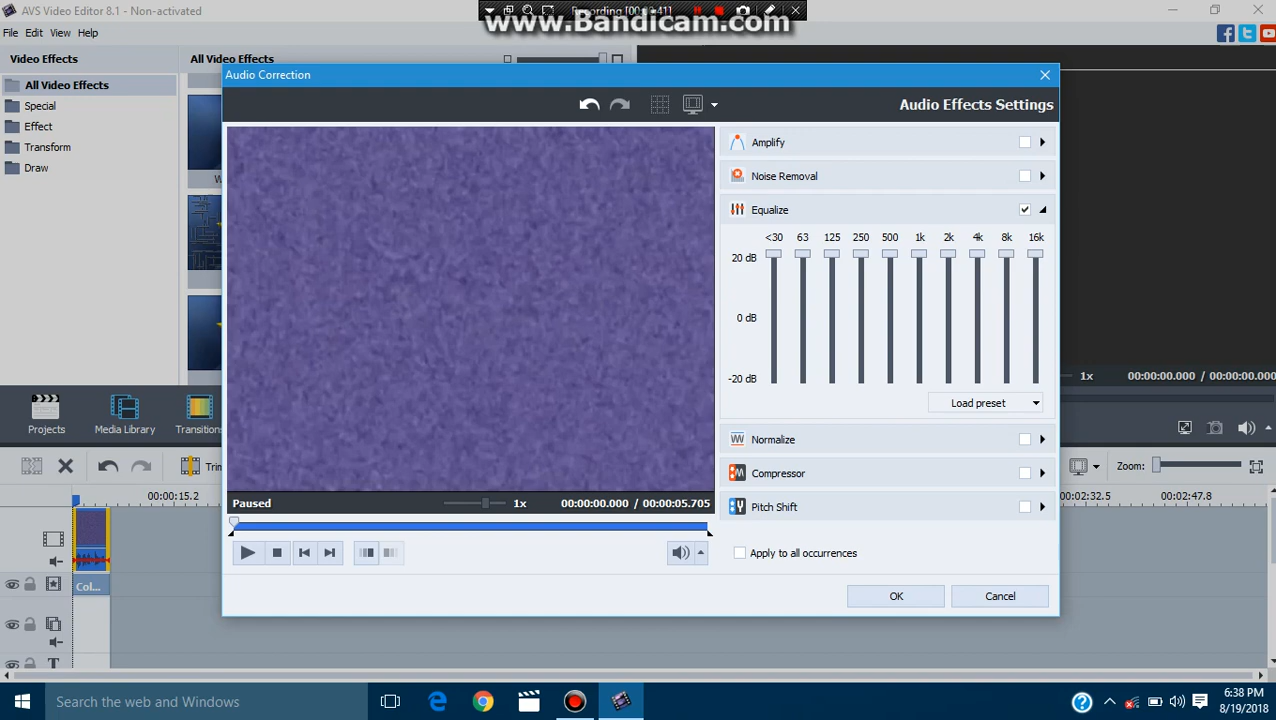 AVS Video Editor 8.1 - Non-activated
www.Bandicam.com
File Edit View Help
Video Effects
All Video Effects
Special
Effect
Transform
Draw
All Video Effects
Projects
Media Library
Transition
Trim
Audio Correction
Audio Effects Settings
Amplify
Noise Removal
Equalize
<30 63 125 250 500 1k 2k 4k 8k 16k
20 dB
0 dB
-20 dB
Load preset
Normalize
Compressor
Pitch Shift
Apply to all occurrences
OK
Cancel
Paused
1x
00:00:00.000 / 00:00:05.705
1x
00:00:00.000 / 00:00:00.000
Zoom:
00:00:15.2
00:02:32.5
00:02:47.8
Col...
T
Search the web and Windows
6:38 PM
8/19/2018